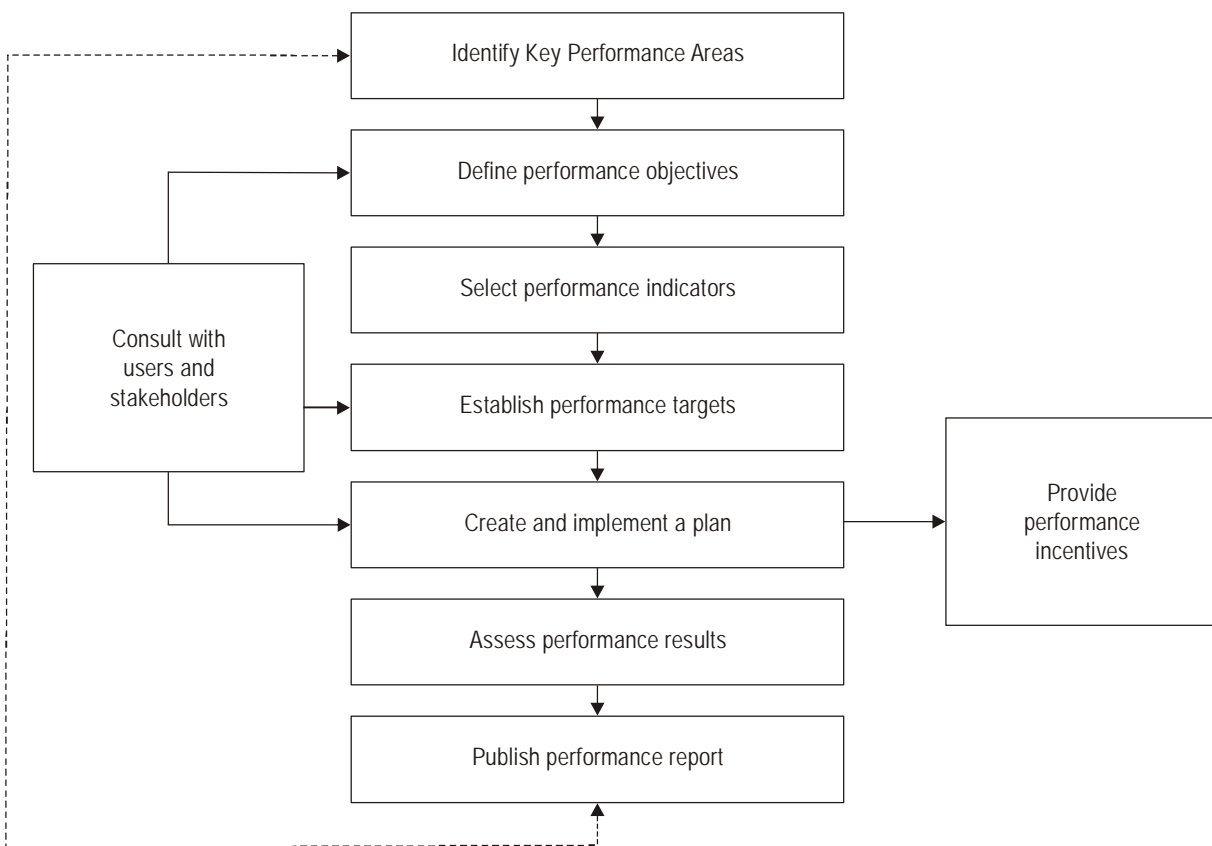 Identify Key Performance Areas
Define performance objectives
Select performance indicators
Consult with
users and
stakeholders
Establish performance targets
Create and implement a plan
Provide
performance
incentives
Assess performance results
Publish performance report